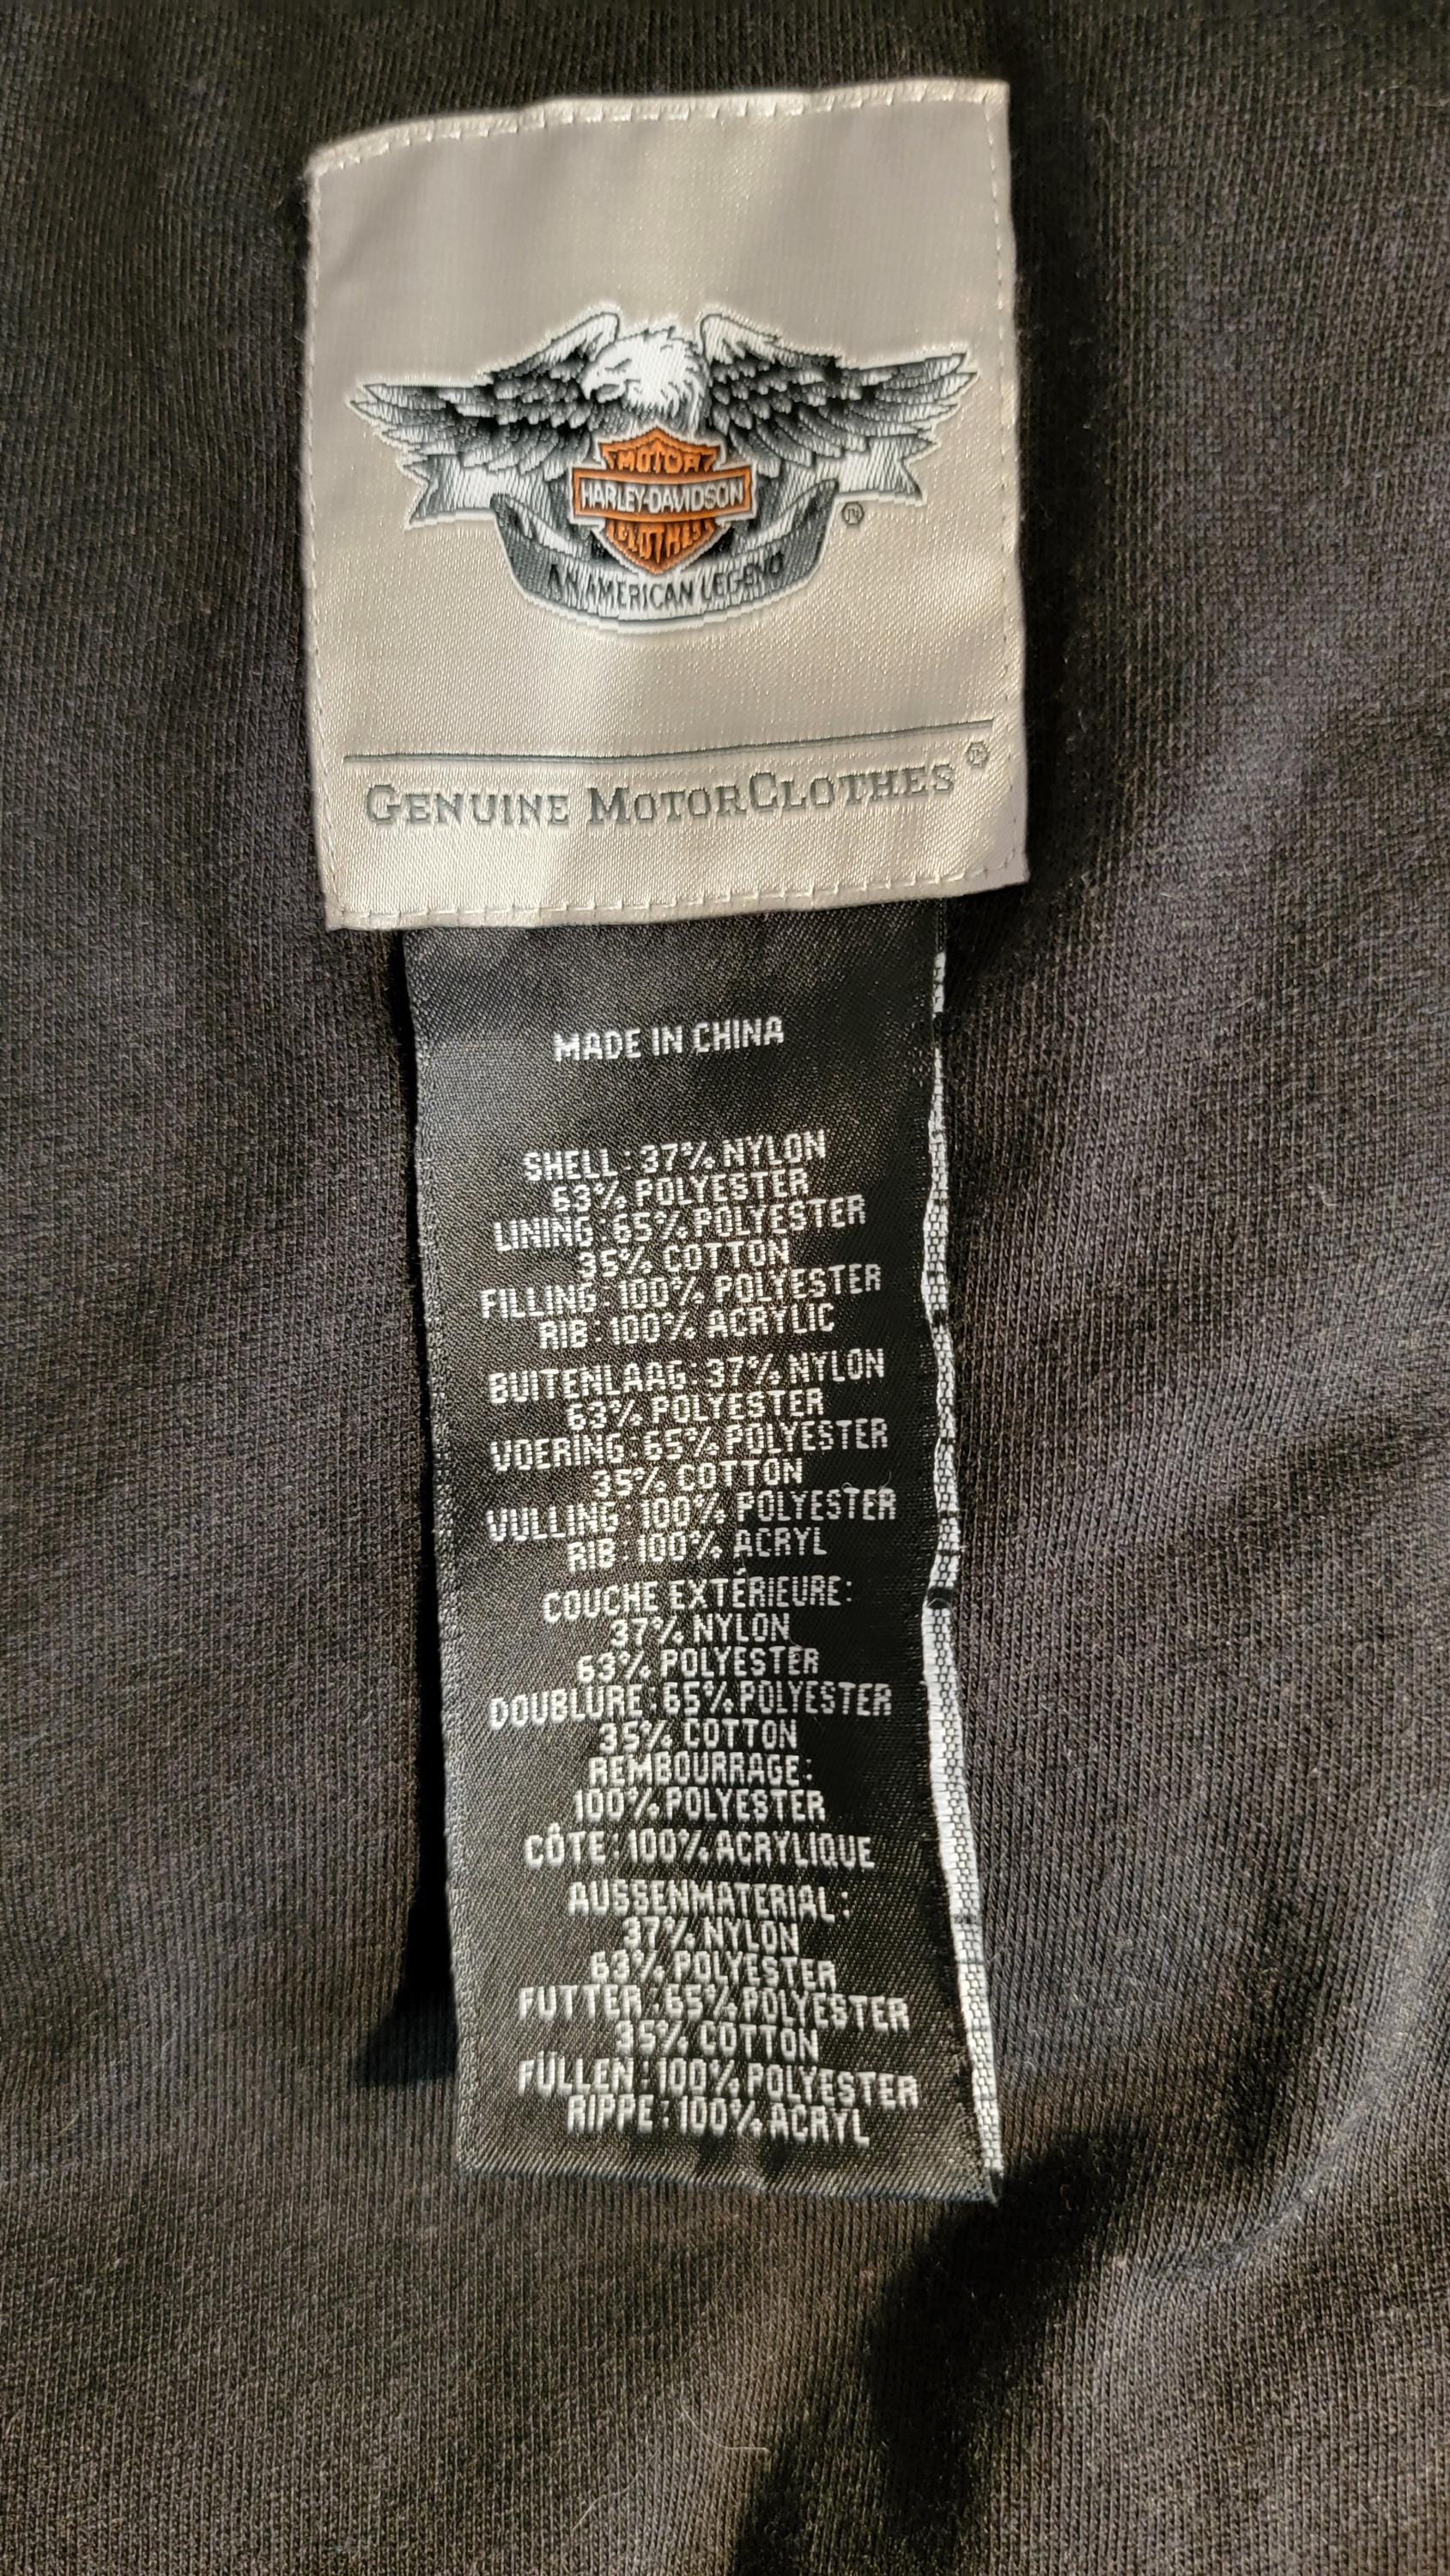 MOTOR
HARLEY-DAVIDSON
CLOTHES
AN AMERICAN LEGEND
®
GENUINE MOTORCLOTHES®
MADE IN CHINA
SHELL: 37% NYLON
63% POLYESTER
LINING: 65% POLYESTER
35% COTTON
FILLING: 100% POLYESTER
RIB: 100% ACRYLIC
BUITENLAAG: 37% NYLON
63% POLYESTER
VOERING: 65% POLYESTER
35% COTTON
VULLING: 100% POLYESTER
RIB: 100% ACRYL
COUCHE EXTÉRIEURE:
37% NYLON
63% POLYESTER
DOUBLURE: 65% POLYESTER
35% COTTON
REMBOURRAGE:
100% POLYESTER
CÔTE: 100% ACRYLIQUE
AUSSENMATERIAL:
37% NYLON
63% POLYESTER
FUTTER: 65% POLYESTER
35% COTTON
FÜLLEN: 100% POLYESTER
RIPPE: 100% ACRYL